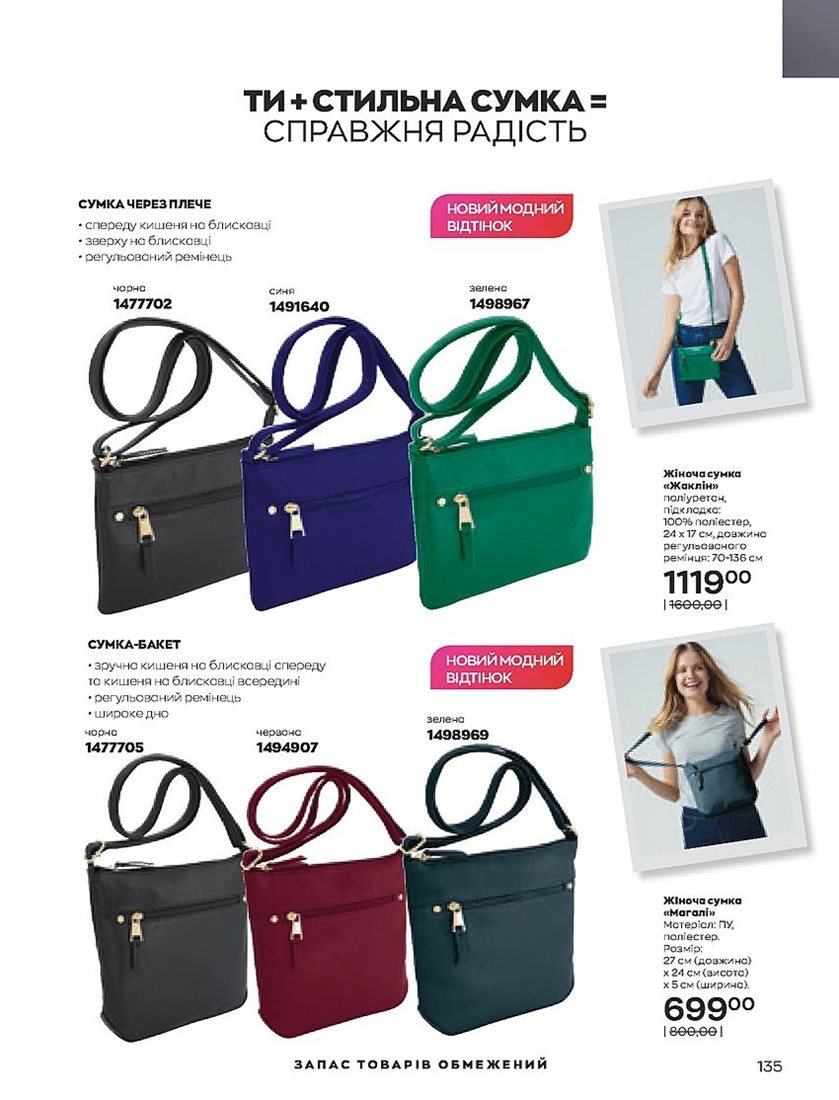 ТИ + СТИЛЬНА СУМКА =
СПРАВЖНЯ РАДІСТЬ
СУМКА ЧЕРЕЗ ПЛЕЧЕ
• спереду кишеня на блискавці
• зверху на блискавці
• регульований ремінець
НОВИЙ МОДНИЙ
ВІДТІНОК
чорна
1477702
синя
1491640
зелена
1498967
Жіноча сумка
«Жаклін»
поліуретан,
підкладка:
100% поліестер,
24 х 17 см, довжина
регульованого
ремінця: 70-136 см
111900
| 1600,00 |
СУМКА-БАКЕТ
• зручна кишеня на блискавці спереду
та кишеня на блискавці всередині
• регульований ремінець
• широке дно
НОВИЙ МОДНИЙ
ВІДТІНОК
чорна
1477705
червона
1494907
зелена
1498969
Жіноча сумка
«Магалі»
Матеріал: ПУ,
поліестер.
Розмір:
27 см (довжина)
х 24 см (висота)
х 5 см (ширина).
69900
| 800,00 |
ЗАПАС ТОВАРІВ ОБМЕЖЕНИЙ
135